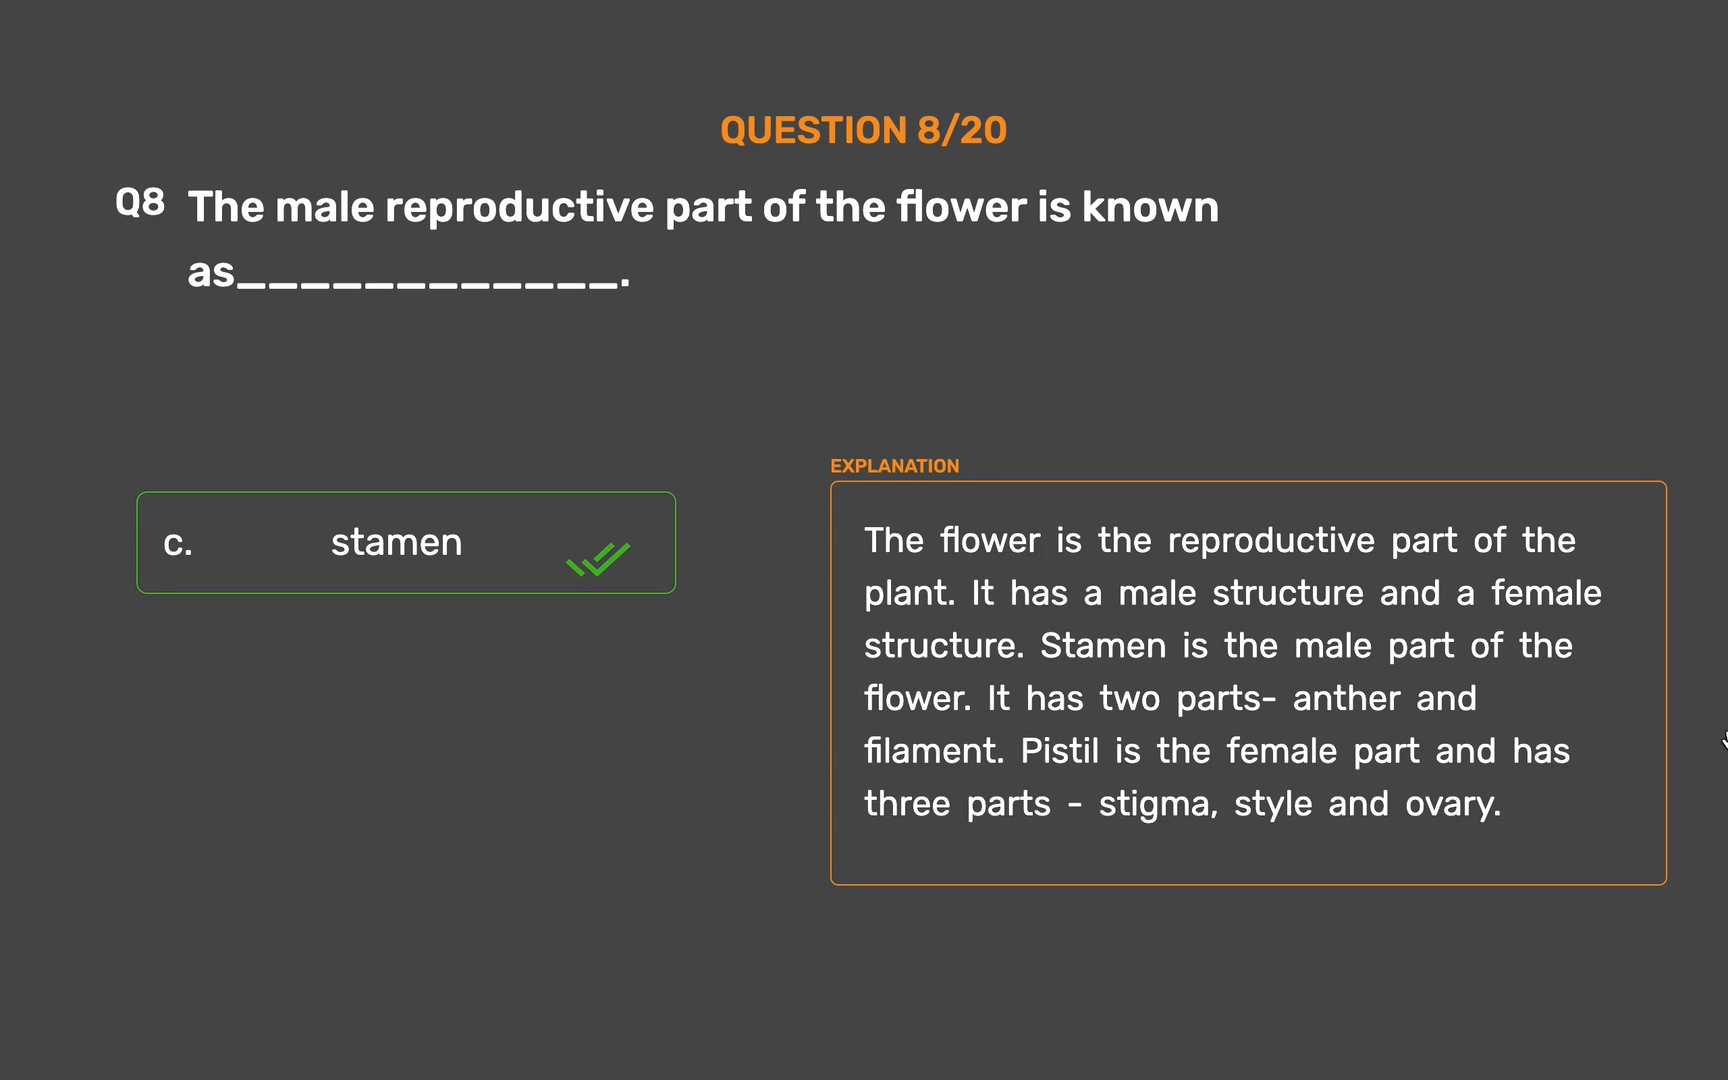 QUESTION 8/20
Q8 The male reproductive part of the flower is known
as____________.
c. stamen
EXPLANATION
The flower is the reproductive part of the
plant. It has a male structure and a female
structure. Stamen is the male part of the
flower. It has two parts- anther and
filament. Pistil is the female part and has
three parts - stigma, style and ovary.